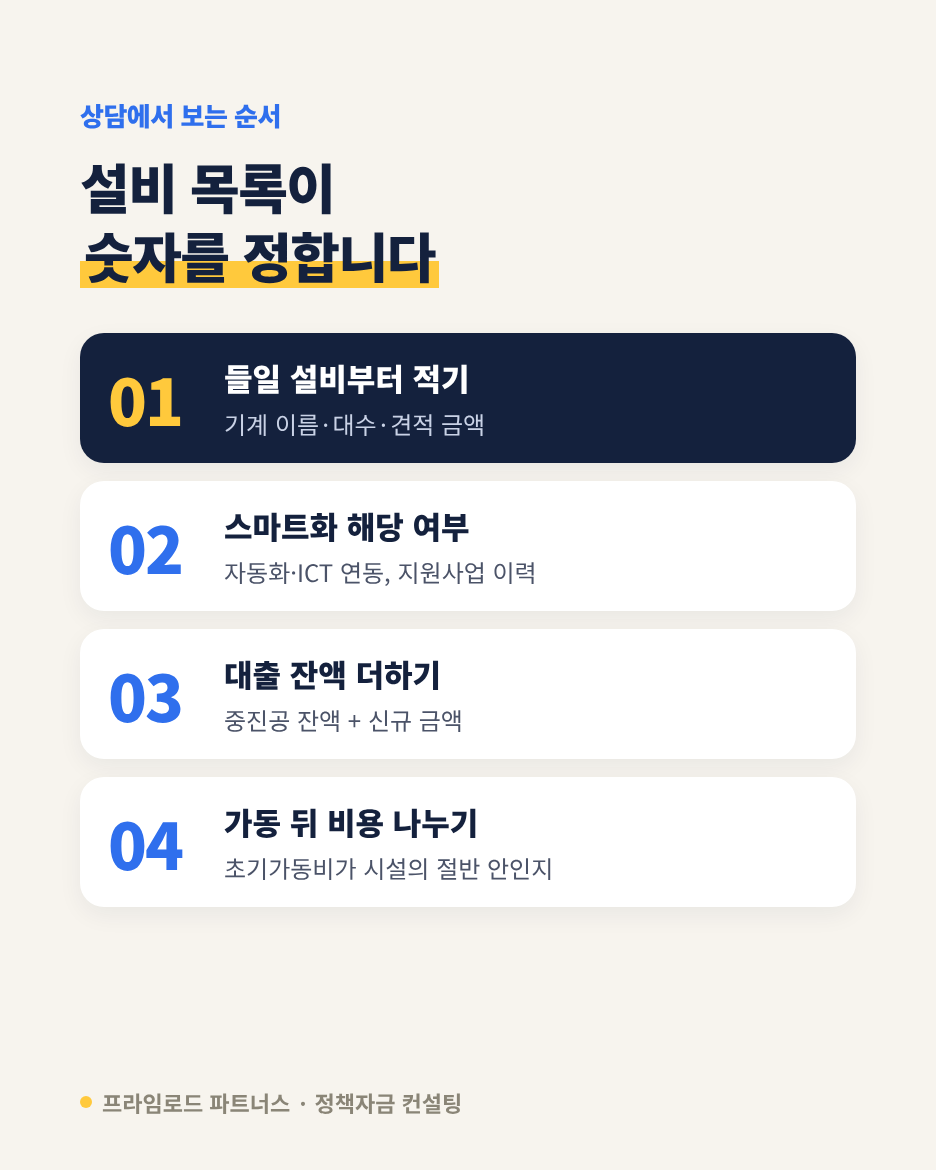 상담에서 보는 순서
설비 목록이
숫자를 정합니다
01
들일 설비부터 적기
기계 이름·대수·견적 금액
02
스마트화 해당 여부
자동화·ICT 연동, 지원사업 이력
03
대출 잔액 더하기
중진공 잔액 + 신규 금액
04
가동 뒤 비용 나누기
초기가동비가 시설의 절반 안인지
프라임로드 파트너스 · 정책자금 컨설팅